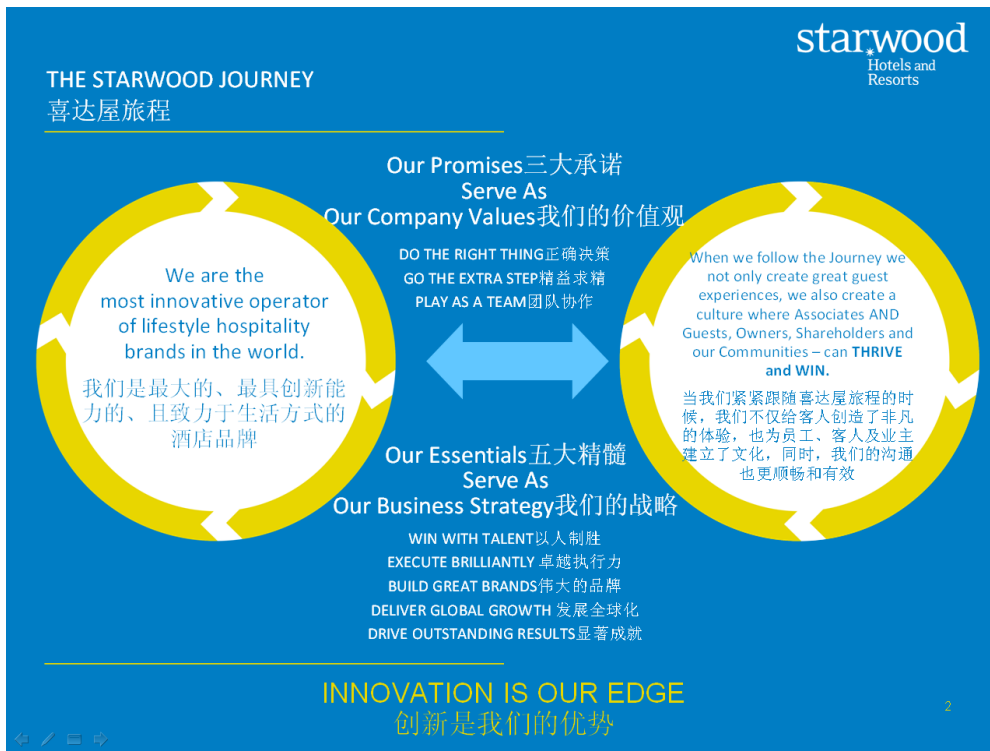 starwood
Hotels and
Resorts
THE STARWOOD JOURNEY
喜达屋旅程
Our Promises三大承诺
Serve As
Our Company Values我们的价值观
DO THE RIGHT THING正确决策
GO THE EXTRA STEP精益求精
PLAY AS A TEAM团队协作
We are the
most innovative operator
of lifestyle hospitality
brands in the world.
我们是最大的、最具创新能
力的、且致力于生活方式的
酒店品牌
When we follow the Journey we
not only create great guest
experiences, we also create a
culture where Associates AND
Guests, Owners, Shareholders and
our Communities – can THRIVE
and WIN.
当我们紧紧跟随喜达屋旅程的时
候，我们不仅给客人创造了非凡
的体验，也为员工、客人及业主
建立了文化，同时，我们的沟通
也更顺畅和有效
Our Essentials五大精髓
Serve As
Our Business Strategy我们的战略
WIN WITH TALENT以人制胜
EXECUTE BRILLIANTLY 卓越执行力
BUILD GREAT BRANDS伟大的品牌
DELIVER GLOBAL GROWTH 发展全球化
DRIVE OUTSTANDING RESULTS显著成就
INNOVATION IS OUR EDGE
创新是我们的优势
2